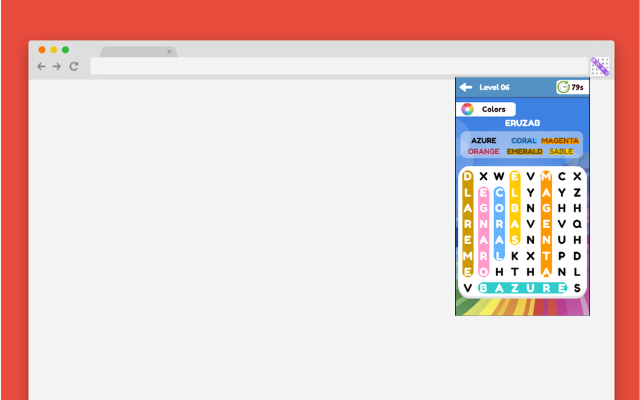 Level 06
79s
Colors
ERUZAB
AZURE CORAL MAGENTA
ORANGE EMERALD SABLE
D X W E V M C X
L E C L Y A Y Z
A G O B N G H H
R N R A V E V Q
E A A S N N U H
M R L K X T P D
E O H T H A N L
V B A Z U R E S